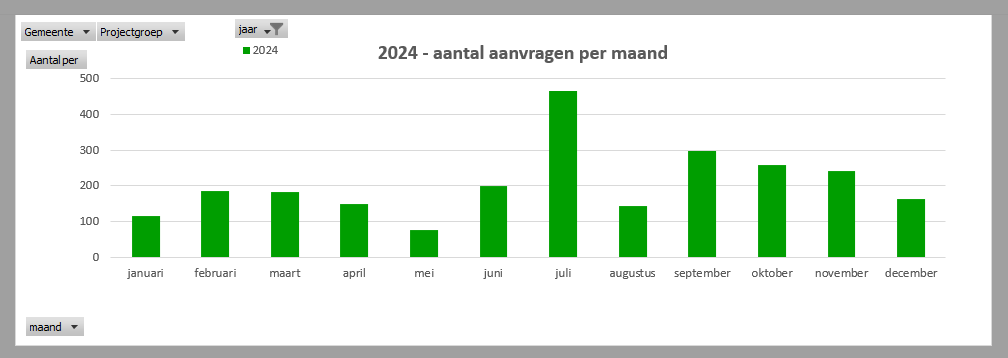 Gemeente
Projectgroep
jaar
2024
2024 - aantal aanvragen per maand
Aantal per
500
400
300
200
100
0
januari februari maart april mei juni juli augustus september oktober november december
maand